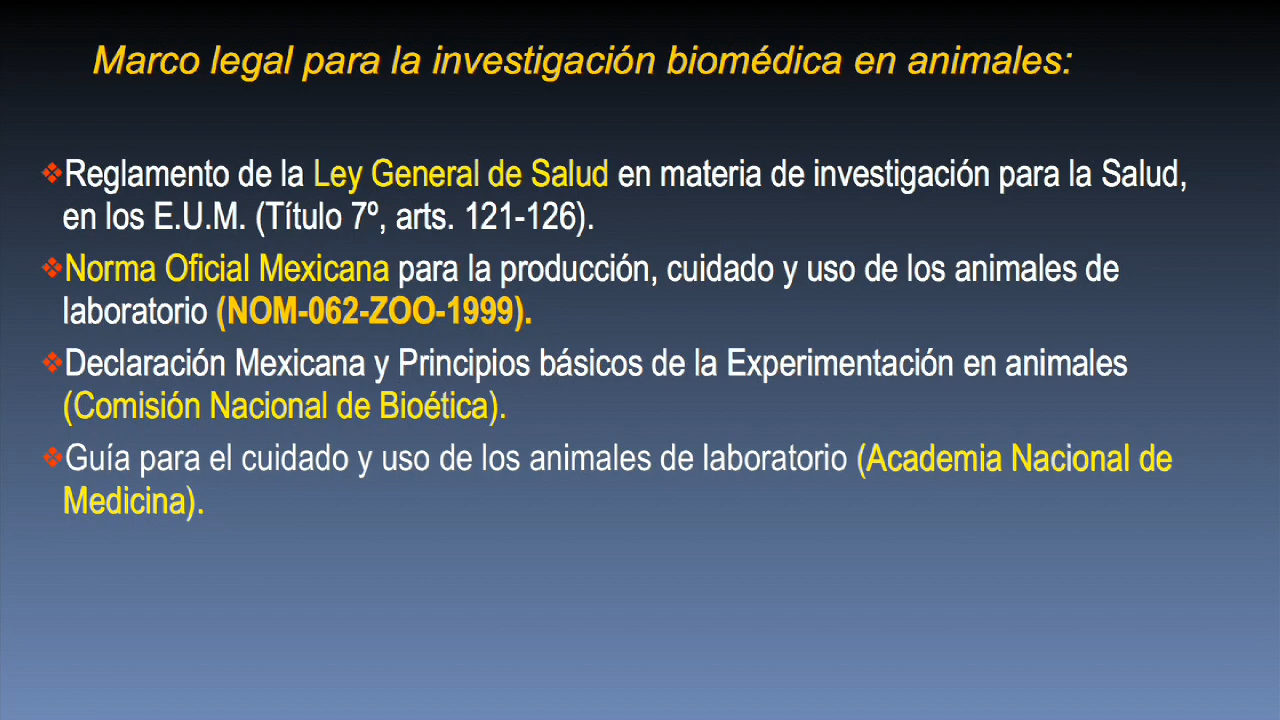 Marco legal para la investigación biomédica en animales:
❖Reglamento de la Ley General de Salud en materia de investigación para la Salud,
en los E.U.M. (Título 7º, arts. 121-126).
❖Norma Oficial Mexicana para la producción, cuidado y uso de los animales de
laboratorio (NOM-062-ZOO-1999).
❖Declaración Mexicana y Principios básicos de la Experimentación en animales
(Comisión Nacional de Bioética).
❖Guía para el cuidado y uso de los animales de laboratorio (Academia Nacional de
Medicina).